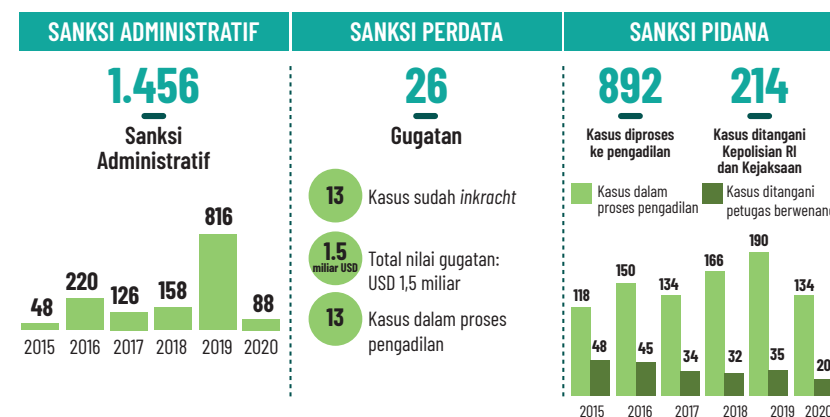 SANKSI ADMINISTRATIF
1.456
Sanksi
Administratif
48
220
126
158
816
88
2015 2016 2017 2018 2019 2020
SANKSI PERDATA
26
Gugatan
13 Kasus sudah inkracht
1.5
miliar USD
Total nilai gugatan:
USD 1,5 miliar
13 Kasus dalam proses
pengadilan
SANKSI PIDANA
892
Kasus diproses
ke pengadilan
214
Kasus ditangani
Kepolisian RI
dan Kejaksaan
Kasus dalam
proses pengadilan
Kasus ditangani
petugas berwenang
118
48
150
45
134
34
166
32
190
35
134
20
2015 2016 2017 2018 2019 2020